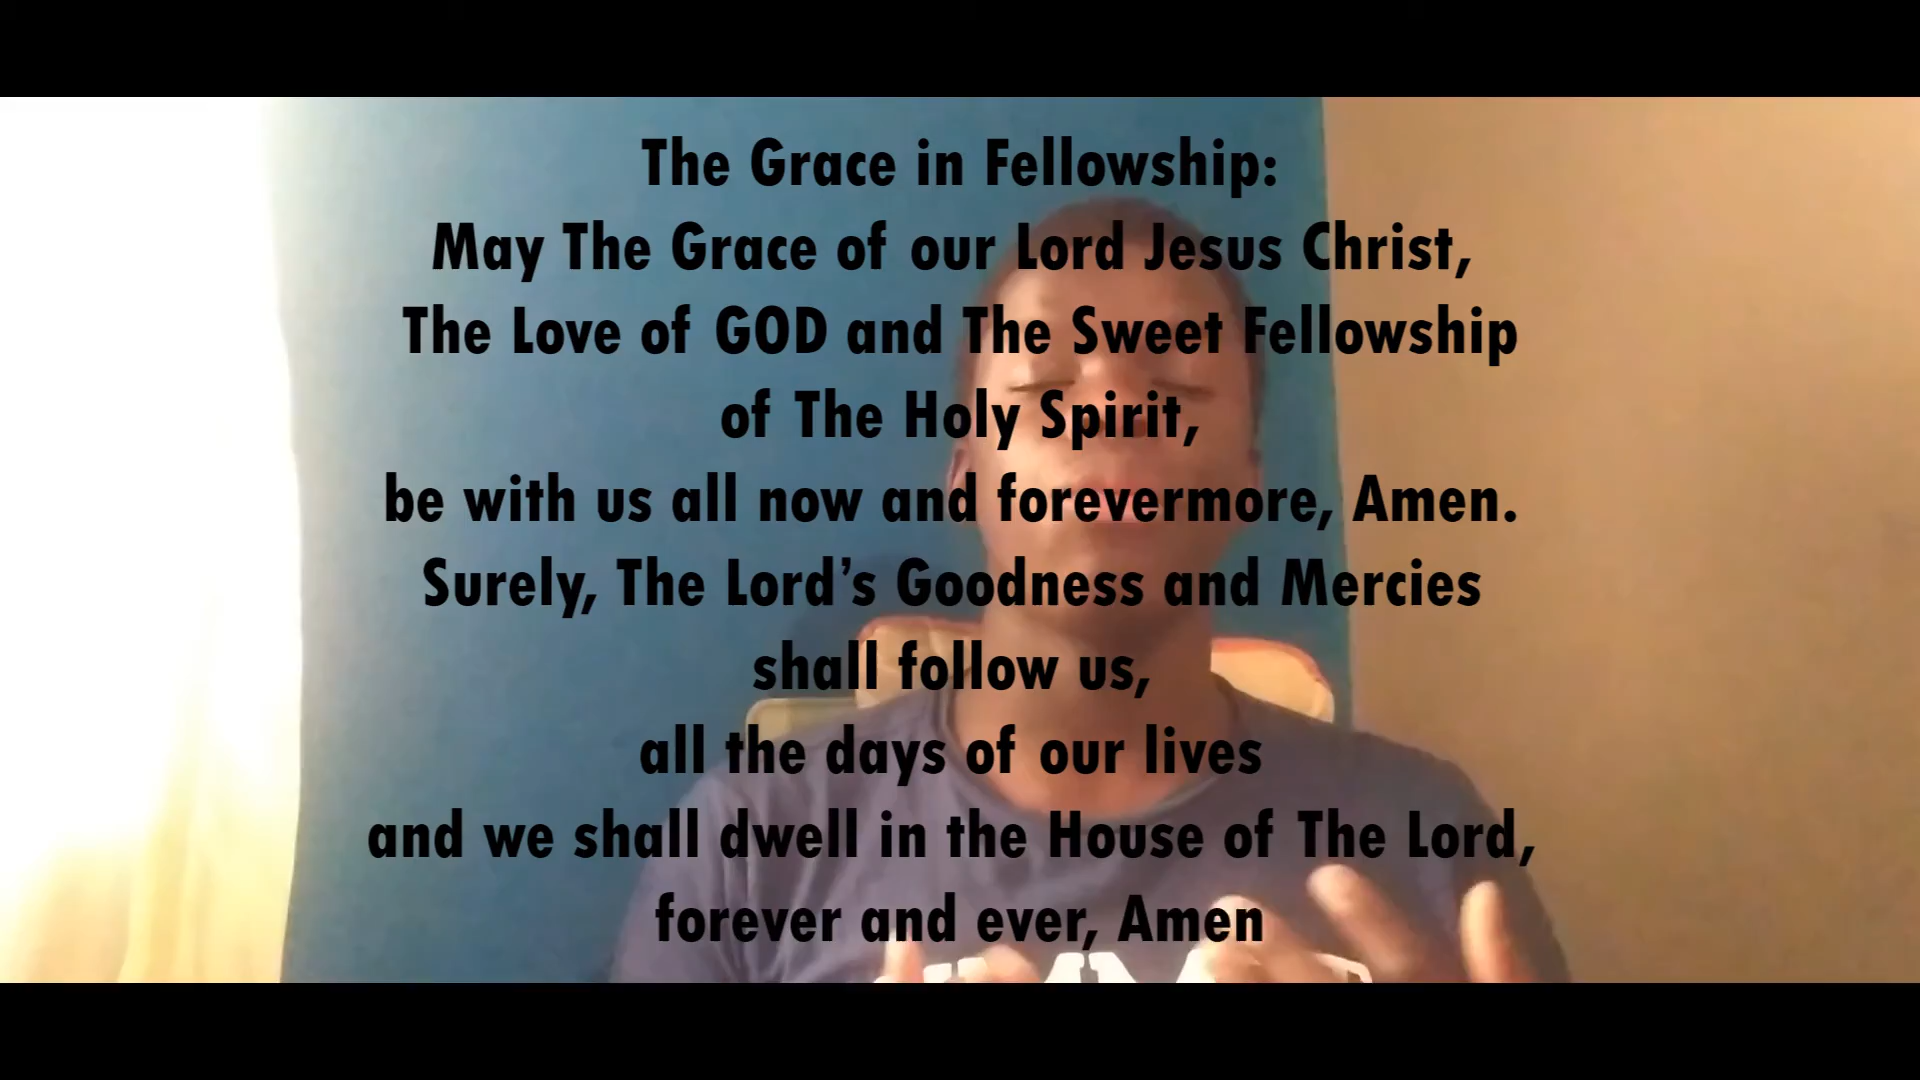 The Grace in Fellowship:
May The Grace of our Lord Jesus Christ,
The Love of GOD and The Sweet Fellowship
of The Holy Spirit,
be with us all now and forevermore, Amen.
Surely, The Lord’s Goodness and Mercies
shall follow us,
all the days of our lives
and we shall dwell in the House of The Lord,
forever and ever, Amen